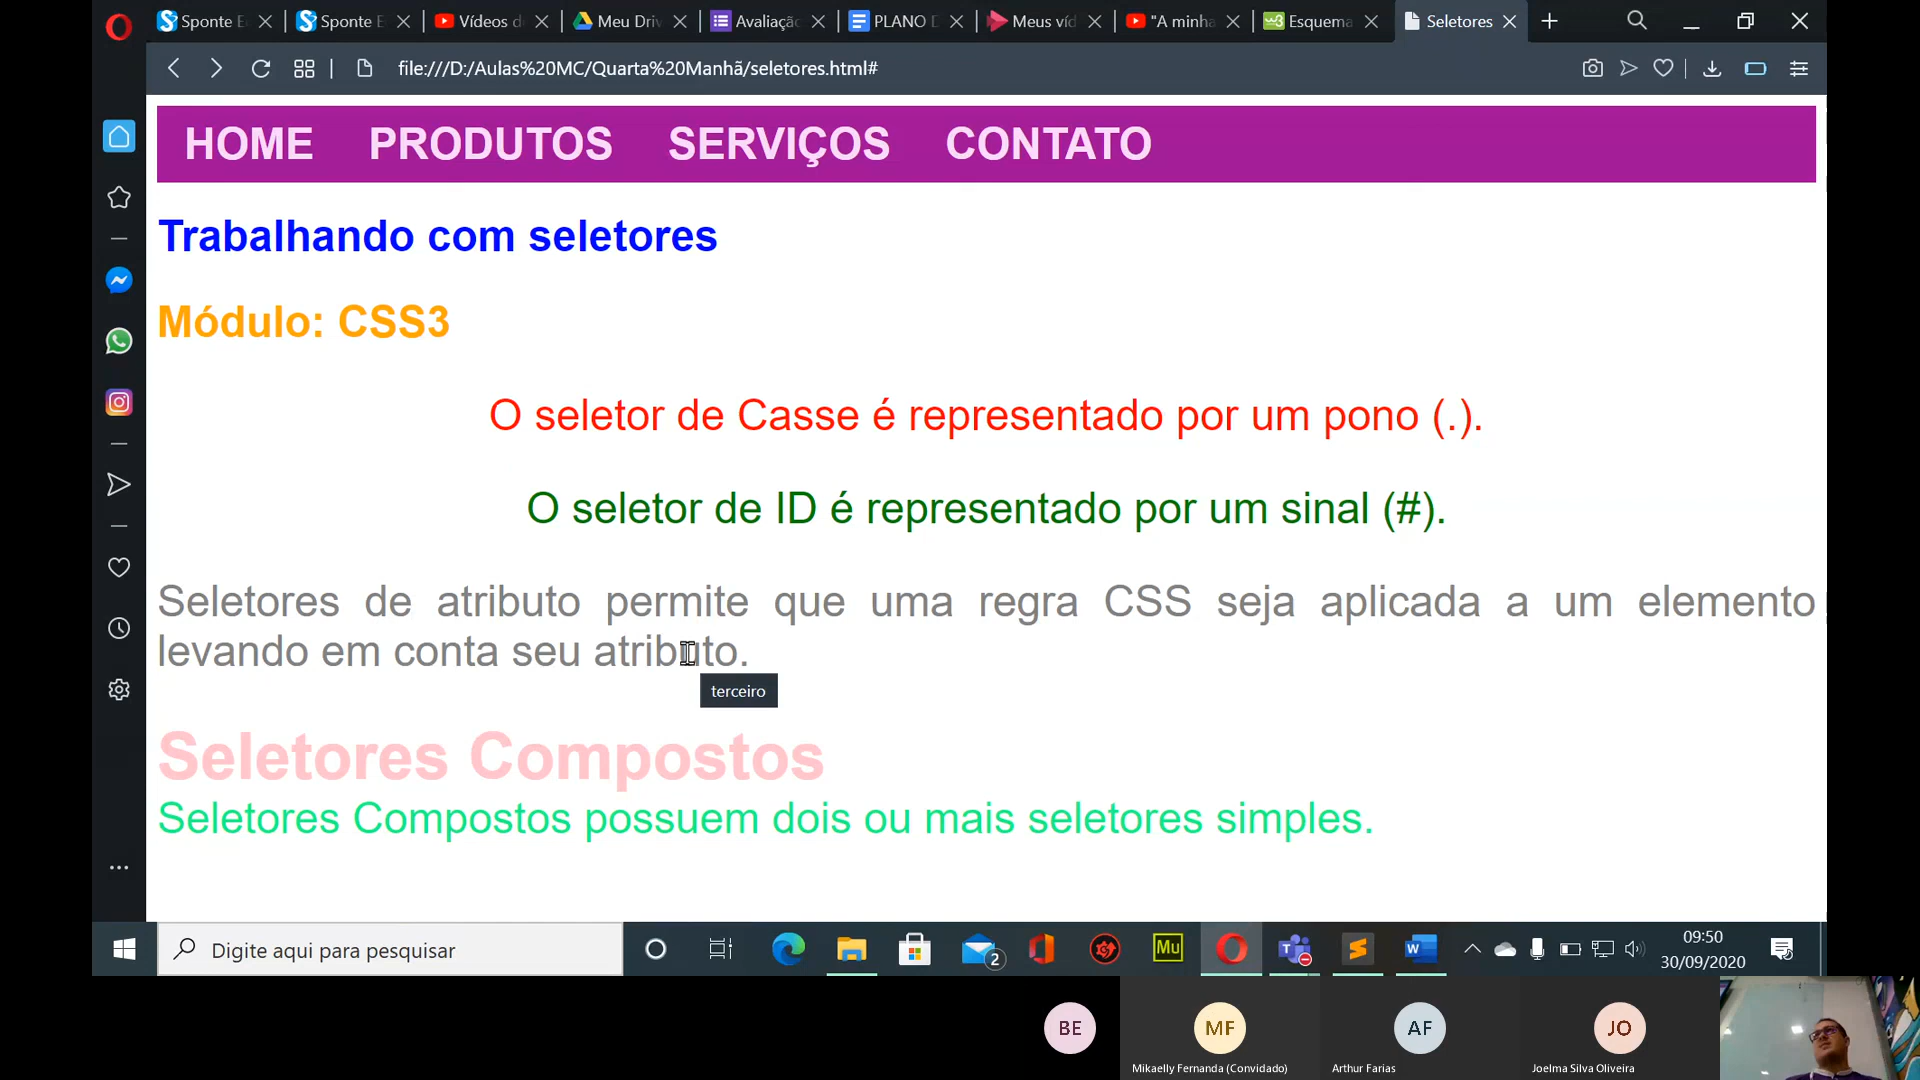 Sponte E
Sponte E
Vídeos d
Meu Driv
Avaliaçã
PLANO D
Meus víd
"A minha
Esquema
Seletores
file:///D:/Aulas%20MC/Quarta%20Manhã/seletores.html#
HOME PRODUTOS SERVIÇOS CONTATO
Trabalhando com seletores
Módulo: CSS3
O seletor de Casse é representado por um pono (.).
O seletor de ID é representado por um sinal (#).
Seletores de atributo permite que uma regra CSS seja aplicada a um elemento
levando em conta seu atributo.
terceiro
Seletores Compostos
Seletores Compostos possuem dois ou mais seletores simples.
Digite aqui para pesquisar
2
Mu
09:50
30/09/2020
BE
MF
AF
JO
Mikaelly Fernanda (Convidado)
Arthur Farias
Joelma Silva Oliveira